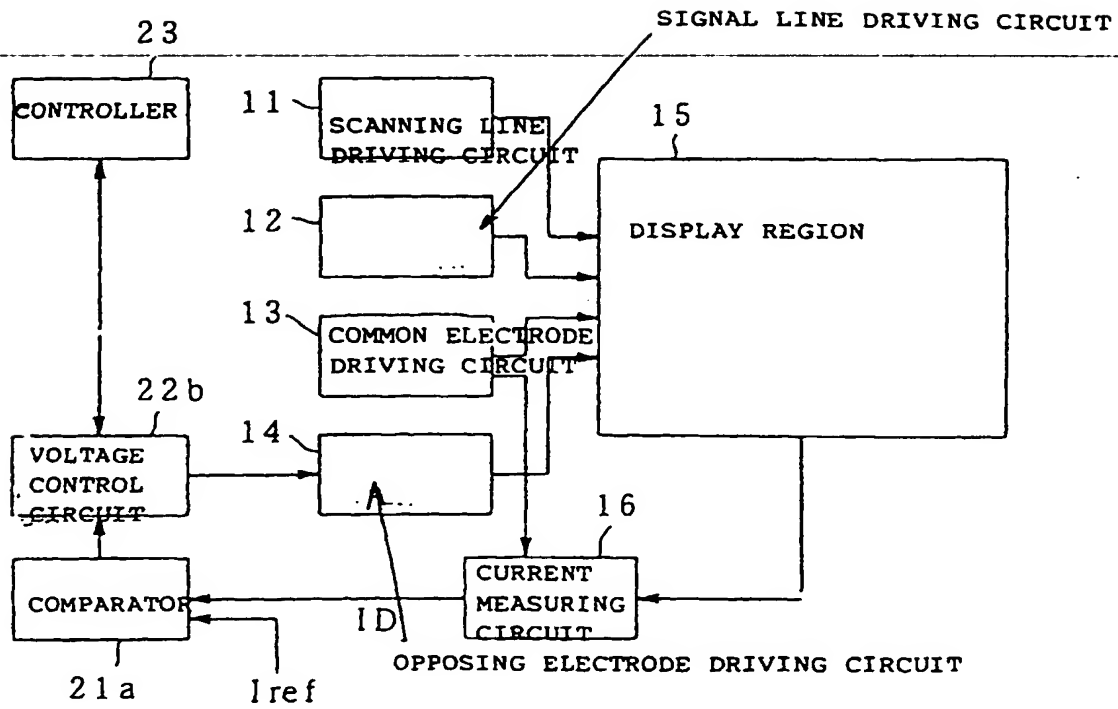 SIGNAL LINE DRIVING CIRCUIT
23
CONTROLLER
11
SCANNING LINE
DRIVING CIRCUIT
15
DISPLAY REGION
12
13
COMMON ELECTRODE
DRIVING CIRCUIT
22b
VOLTAGE
CONTROL
CIRCUIT
14
16
CURRENT
MEASURING
CIRCUIT
COMPARATOR
ID
OPPOSING ELECTRODE DRIVING CIRCUIT
21a
Iref